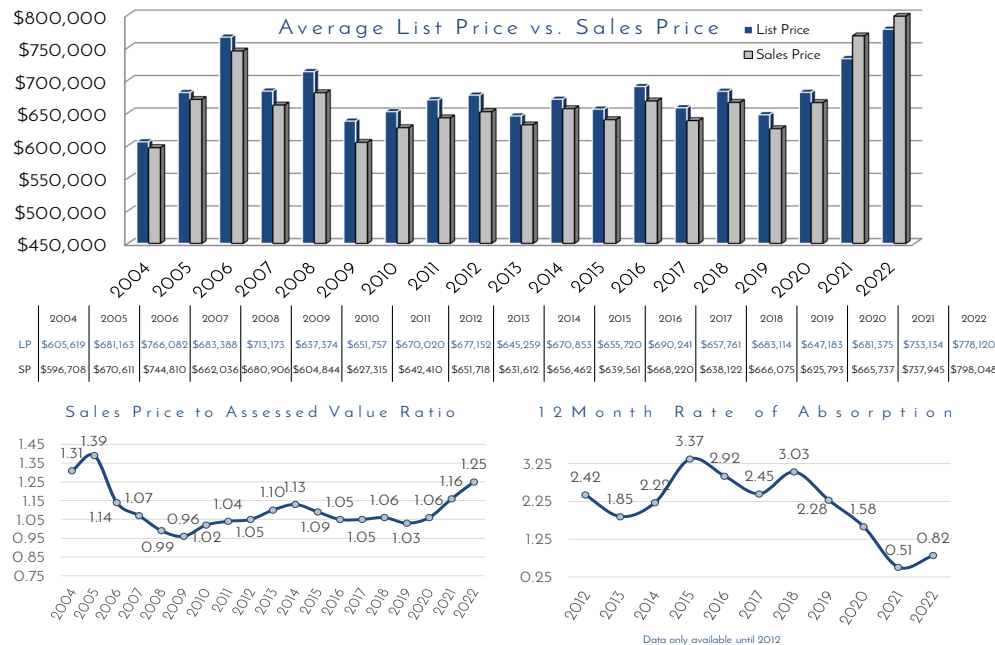 Average List Price vs. Sales Price
List Price
Sales Price
$800,000
$750,000
$700,000
$650,000
$600,000
$550,000
$500,000
$450,000
2004 2005 2006 2007 2008 2009 2010 2011 2012 2013 2014 2015 2016 2017 2018 2019 2020 2021 2022
2004 2005 2006 2007 2008 2009 2010 2011 2012 2013 2014 2015 2016 2017 2018 2019 2020 2021 2022
LP $605,619 $681,163 $766,082 $683,388 $713,173 $637,374 $651,757 $670,020 $677,152 $645,259 $670,853 $655,720 $690,241 $657,761 $683,114 $647,183 $681,375 $733,134 $778,120
SP $596,708 $670,611 $744,810 $662,036 $680,906 $604,844 $627,315 $642,410 $651,718 $631,612 $656,462 $639,561 $668,220 $638,122 $666,075 $625,793 $665,737 $737,945 $798,048
Sales Price to Assessed Value Ratio
1.45
1.35
1.25
1.15
1.05
0.95
0.85
0.75
1.31 1.39 1.14 1.07 0.99 0.96 1.02 1.04 1.05 1.10 1.13 1.09 1.05 1.05 1.06 1.03 1.06 1.16 1.25
2004 2005 2006 2007 2008 2009 2010 2011 2012 2013 2014 2015 2016 2017 2018 2019 2020 2021 2022
12Month Rate of Absorption
3.25
2.25
1.25
0.25
2.42 1.85 2.22 3.37 2.92 2.45 3.03 2.28 1.58 0.51 0.82
2012 2013 2014 2015 2016 2017 2018 2019 2020 2021 2022
Data only available until 2012